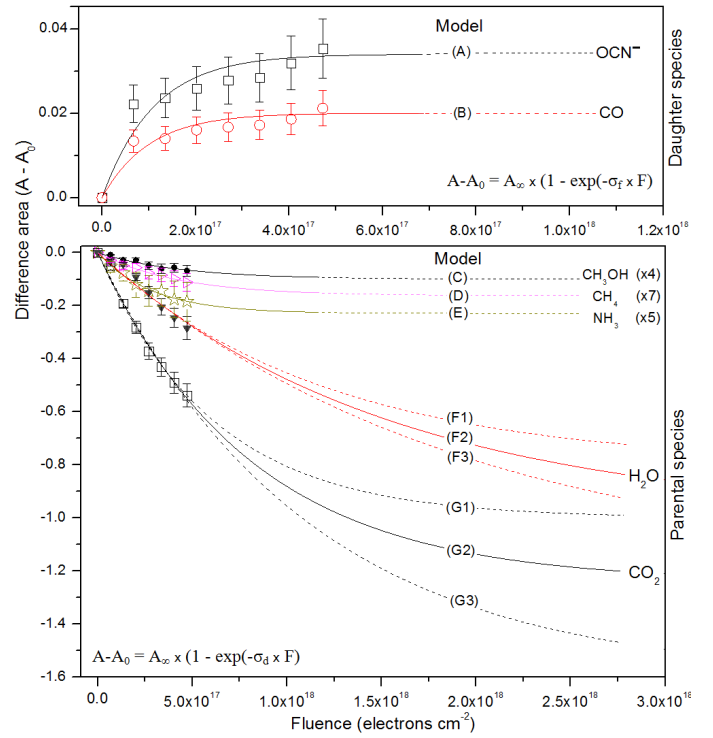 Model
0.04
(A)
OCN⁻
0.02
(B)
CO
0.0
A-A₀ = A∞ x (1 - exp(-σf x F)
0.0
2.0x10¹⁷
4.0x10¹⁷
6.0x10¹⁷
8.0x10¹⁷
1.0x10¹⁸
1.2x10¹⁸
Daughter species
Difference area (A - A₀)
0.0
-0.2
-0.4
-0.6
-0.8
-1.0
-1.2
-1.4
-1.6
Model
(C)
CH₃OH (x4)
(D)
CH₄ (x7)
(E)
NH₃ (x5)
(F1)
(F2)
(F3)
H₂O
(G1)
(G2)
CO₂
(G3)
Parental species
A-A₀ = A∞ x (1 - exp(-σd x F)
0.0
5.0x10¹⁷
1.0x10¹⁸
1.5x10¹⁸
2.0x10¹⁸
2.5x10¹⁸
3.0x10¹⁸
Fluence (electrons cm⁻²)